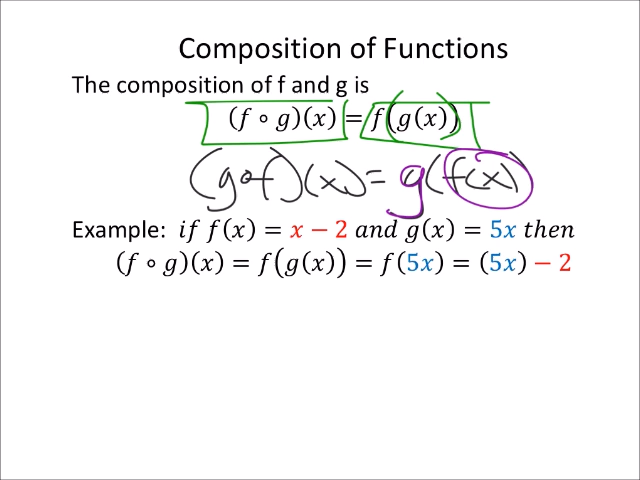 Composition of Functions
The composition of f and g is
(f ∘ g)(x) = f(g(x))
(g∘f)(x) = g(f(x))
Example: if f(x) = x − 2 and g(x) = 5x then
(f ∘ g)(x) = f(g(x)) = f(5x) = (5x) − 2